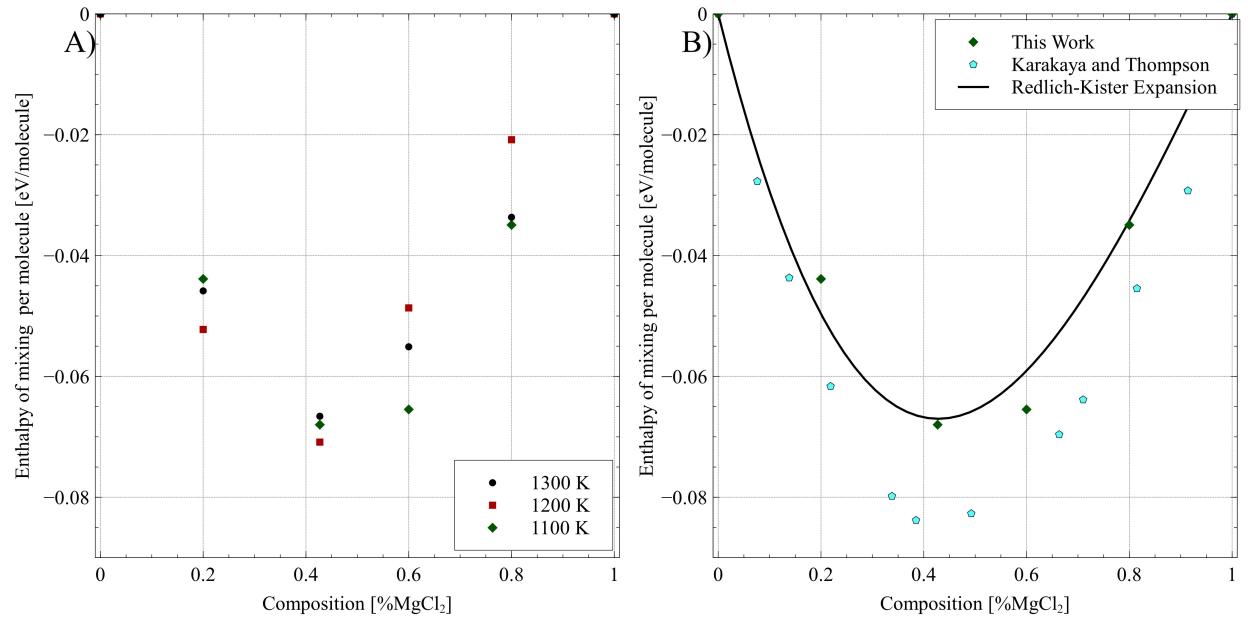 A)
Enthalpy of mixing  per molecule [eV/molecule]
0
−0.02
−0.04
−0.06
−0.08
0
0.2
0.4
0.6
0.8
1
Composition [%MgCl₂]
1300 K
1200 K
1100 K
B)
Enthalpy of mixing per molecule [eV/molecule]
0
−0.02
−0.04
−0.06
−0.08
0
0.2
0.4
0.6
0.8
1
Composition [%MgCl₂]
This Work
Karakaya and Thompson
Redlich-Kister Expansion